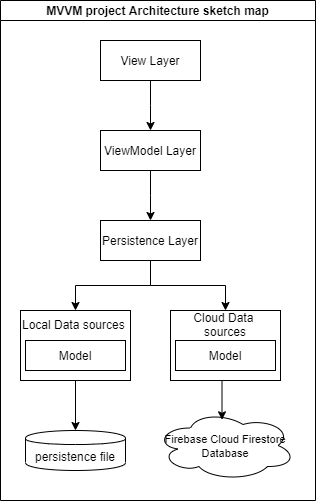 MVVM project Architecture sketch map
View Layer
ViewModel Layer
Persistence Layer
Local Data sources
Model
Cloud Data
sources
Model
persistence file
Firebase Cloud Firestore
Database